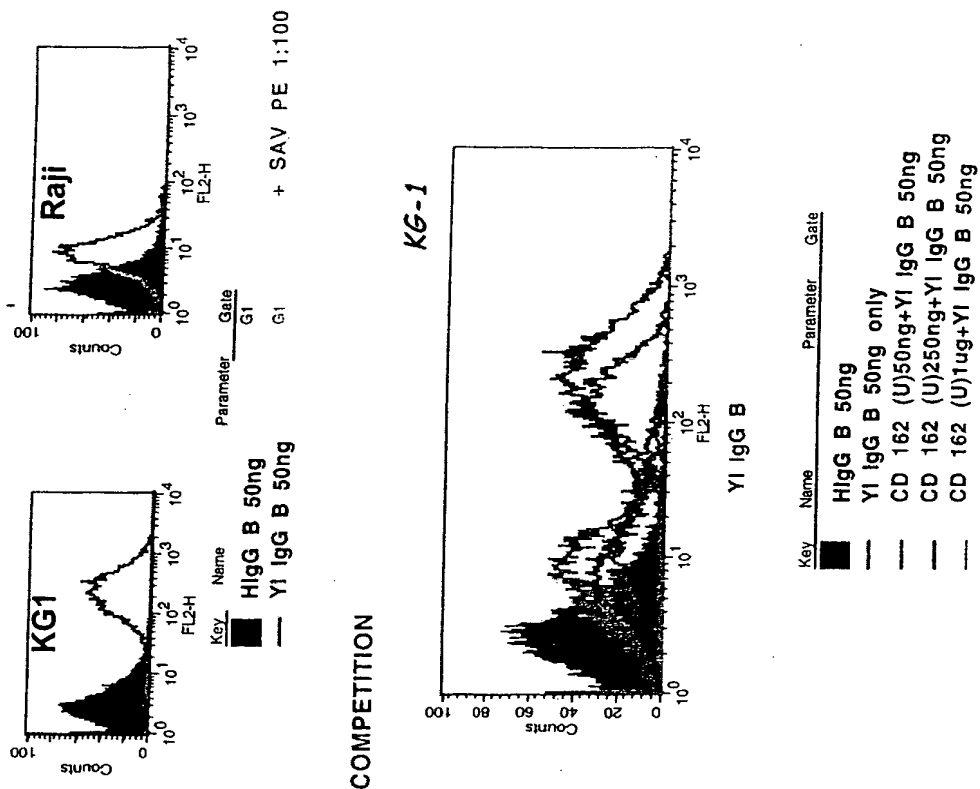 KG1
100
Counts
0
10^0 10^1 10^2 10^3 10^4
FL2-H
Raji
100
Counts
0
10^0 10^1 10^2 10^3 10^4
FL2-H
Key Name Parameter Gate
HIgG B 50ng G1
YI IgG B 50ng G1
+ SAV PE 1:100
COMPETITION
KG-1
100
80
60
40
20
0
Counts
10^0 10^1 10^2 10^3 10^4
FL2-H
YI IgG B
Key Name Parameter Gate
HIgG B 50ng
YI IgG B 50ng only
CD 162 (U)50ng+YI IgG B 50ng
CD 162 (U)250ng+YI IgG B 50ng
CD 162 (U)1ug+YI IgG B 50ng